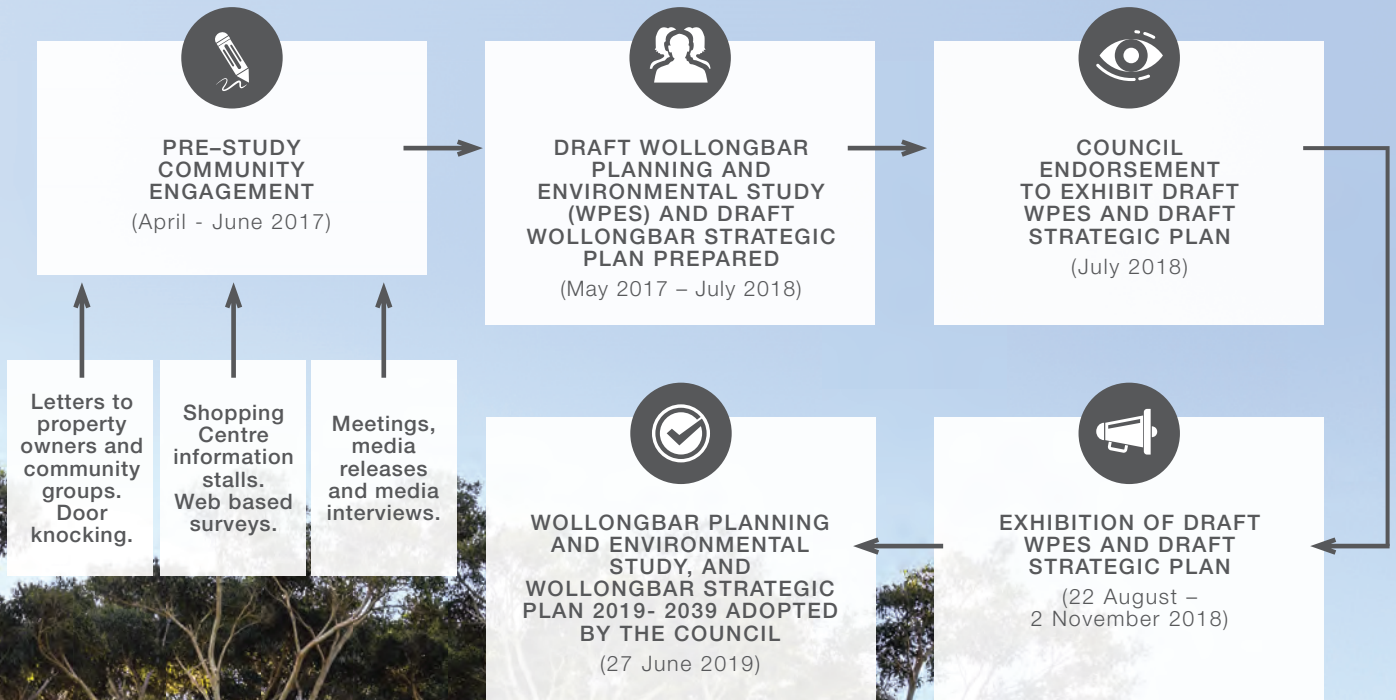 PRE–STUDY
COMMUNITY
ENGAGEMENT
(April - June 2017)
DRAFT WOLLONGBAR
PLANNING AND
ENVIRONMENTAL STUDY
(WPES) AND DRAFT
WOLLONGBAR STRATEGIC
PLAN PREPARED
(May 2017 – July 2018)
COUNCIL
ENDORSEMENT
TO EXHIBIT DRAFT
WPES AND DRAFT
STRATEGIC PLAN
(July 2018)
Letters to
property
owners and
community
groups.
Door
knocking.
Shopping
Centre
information
stalls.
Web based
surveys.
Meetings,
media
releases
and media
interviews.
EXHIBITION OF DRAFT
WPES AND DRAFT
STRATEGIC PLAN
(22 August –
2 November 2018)
WOLLONGBAR PLANNING
AND ENVIRONMENTAL
STUDY, AND
WOLLONGBAR STRATEGIC
PLAN 2019- 2039 ADOPTED
BY THE COUNCIL
(27 June 2019)